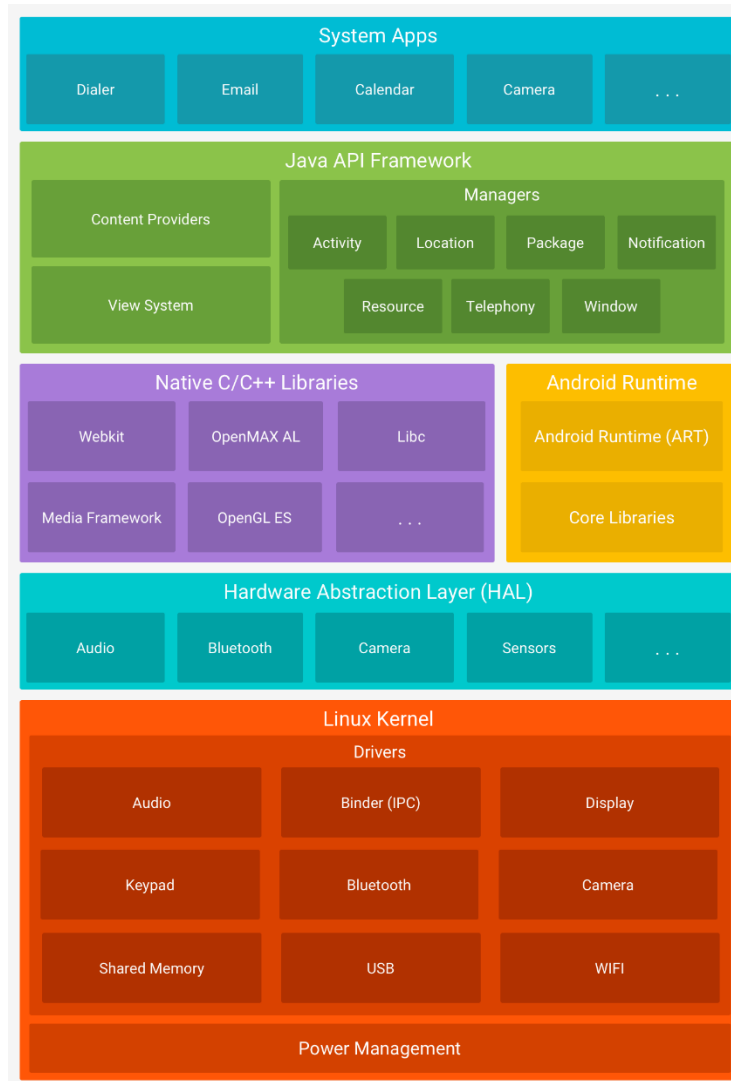 System Apps
Dialer
Email
Calendar
Camera
. . .
Java API Framework
Content Providers
View System
Managers
Activity
Location
Package
Notification
Resource
Telephony
Window
Native C/C++ Libraries
Webkit
OpenMAX AL
Libc
Media Framework
OpenGL ES
. . .
Android Runtime
Android Runtime (ART)
Core Libraries
Hardware Abstraction Layer (HAL)
Audio
Bluetooth
Camera
Sensors
. . .
Linux Kernel
Drivers
Audio
Binder (IPC)
Display
Keypad
Bluetooth
Camera
Shared Memory
USB
WIFI
Power Management